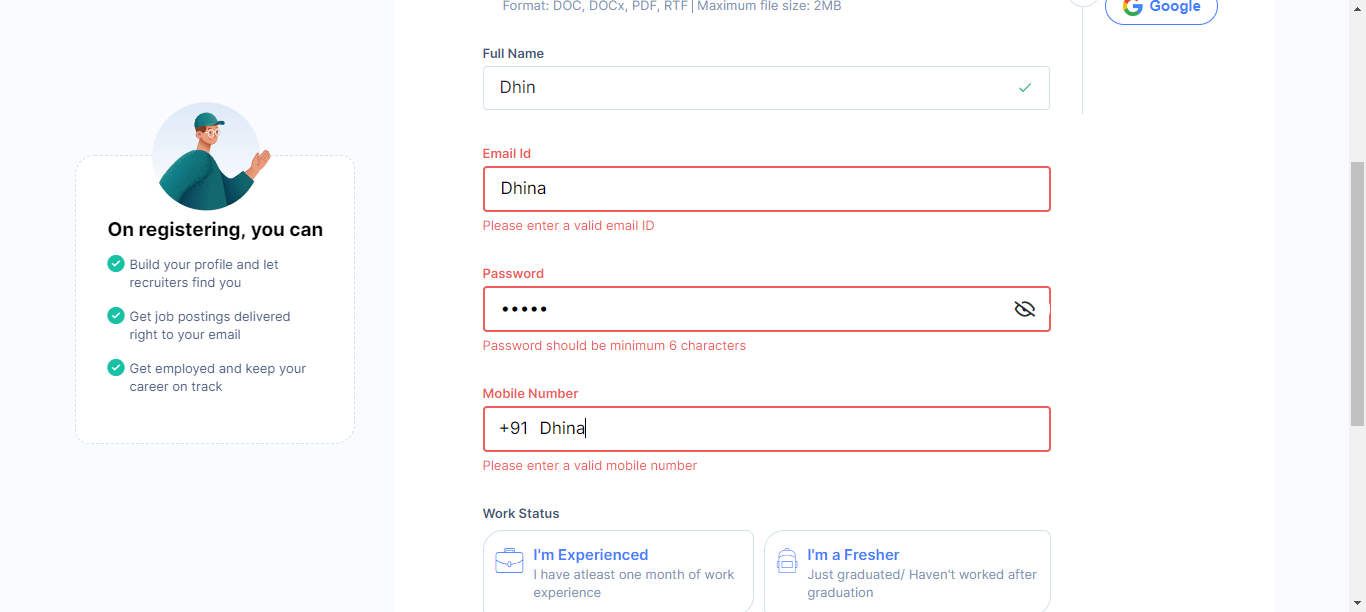 Format: DOC, DOCx, PDF, RTF | Maximum file size: 2MB
Google
Full Name
Dhin
Email Id
Dhina
Please enter a valid email ID
Password
•••••
Password should be minimum 6 characters
Mobile Number
+91 Dhina
Please enter a valid mobile number
Work Status
I'm Experienced
I have atleast one month of work
experience
I'm a Fresher
Just graduated/ Haven't worked after
graduation
On registering, you can
Build your profile and let
recruiters find you
Get job postings delivered
right to your email
Get employed and keep your
career on track